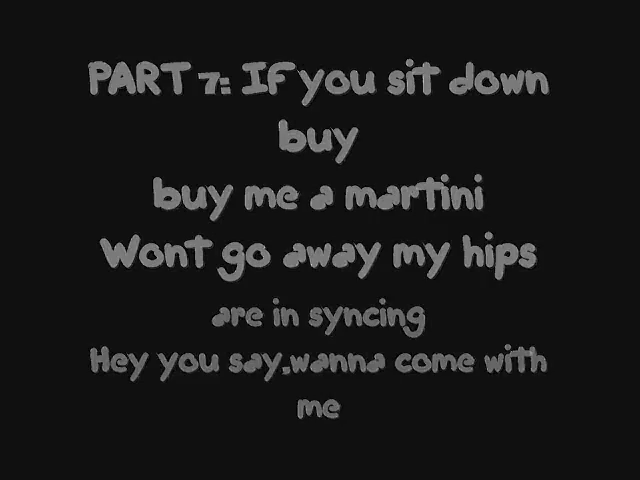 PART 7: If you sit down
buy
buy me a martini
Wont go away my hips
are in syncing
Hey you say,wanna come with
me